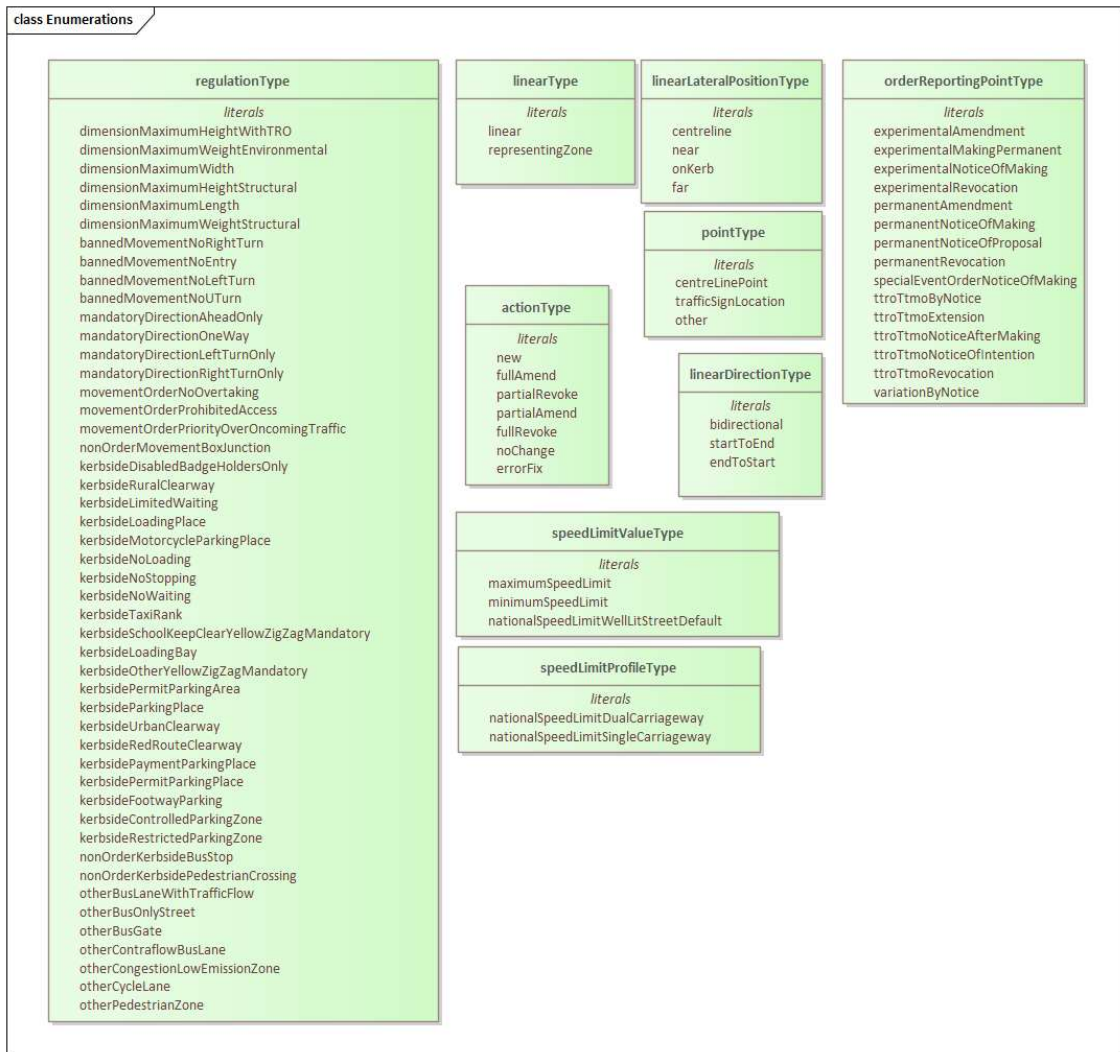 class Enumerations
regulationType
literals
dimensionMaximumHeightWithTRO
dimensionMaximumWeightEnvironmental
dimensionMaximumWidth
dimensionMaximumHeightStructural
dimensionMaximumLength
dimensionMaximumWeightStructural
bannedMovementNoRightTurn
bannedMovementNoEntry
bannedMovementNoLeftTurn
bannedMovementNoUTurn
mandatoryDirectionAheadOnly
mandatoryDirectionOneWay
mandatoryDirectionLeftTurnOnly
mandatoryDirectionRightTurnOnly
movementOrderNoOvertaking
movementOrderProhibitedAccess
movementOrderPriorityOverOncomingTraffic
nonOrderMovementBoxJunction
kerbsideDisabledBadgeHoldersOnly
kerbsideRuralClearway
kerbsideLimitedWaiting
kerbsideLoadingPlace
kerbsideMotorcycleParkingPlace
kerbsideNoLoading
kerbsideNoStopping
kerbsideNoWaiting
kerbsideTaxiRank
kerbsideSchoolKeepClearYellowZigZagMandatory
kerbsideLoadingBay
kerbsideOtherYellowZigZagMandatory
kerbsidePermitParkingArea
kerbsideParkingPlace
kerbsideUrbanClearway
kerbsideRedRouteClearway
kerbsidePaymentParkingPlace
kerbsidePermitParkingPlace
kerbsideFootwayParking
kerbsideControlledParkingZone
kerbsideRestrictedParkingZone
nonOrderKerbsideBusStop
nonOrderKerbsidePedestrianCrossing
otherBusLaneWithTrafficFlow
otherBusOnlyStreet
otherBusGate
otherContraflowBusLane
otherCongestionLowEmissionZone
otherCycleLane
otherPedestrianZone
linearType
literals
linear
representingZone
linearLateralPositionType
literals
centreline
near
onKerb
far
orderReportingPointType
literals
experimentalAmendment
experimentalMakingPermanent
experimentalNoticeOfMaking
experimentalRevocation
permanentAmendment
permanentNoticeOfMaking
permanentNoticeOfProposal
permanentRevocation
specialEventOrderNoticeOfMaking
ttroTtmoByNotice
ttroTtmoExtension
ttroTtmoNoticeAfterMaking
ttroTtmoNoticeOfIntention
ttroTtmoRevocation
variationByNotice
pointType
literals
centreLinePoint
trafficSignLocation
other
actionType
literals
new
fullAmend
partialRevoke
partialAmend
fullRevoke
noChange
errorFix
linearDirectionType
literals
bidirectional
startToEnd
endToStart
speedLimitValueType
literals
maximumSpeedLimit
minimumSpeedLimit
nationalSpeedLimitWellLitStreetDefault
speedLimitProfileType
literals
nationalSpeedLimitDualCarriageway
nationalSpeedLimitSingleCarriageway